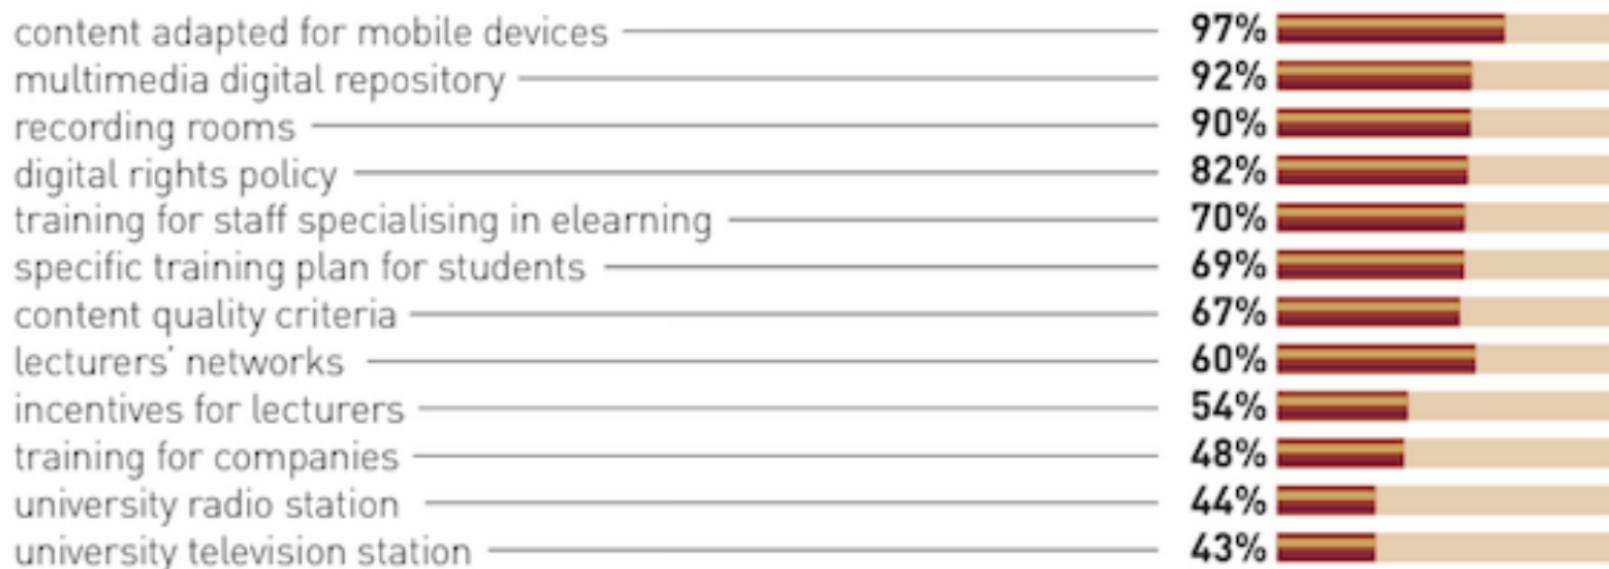 content adapted for mobile devices 97%
multimedia digital repository 92%
recording rooms 90%
digital rights policy 82%
training for staff specialising in elearning 70%
specific training plan for students 69%
content quality criteria 67%
lecturers' networks 60%
incentives for lecturers 54%
training for companies 48%
university radio station 44%
university television station 43%